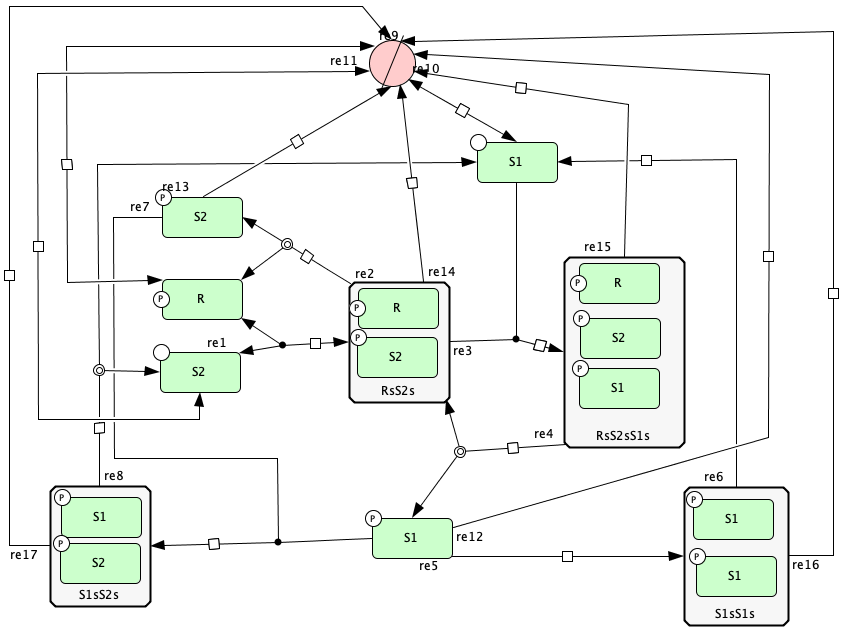 re9
re11
re10
S1
re13
P
S2
re7
re15
P
R
re2
re14
P
R
P
R
P
S2
re1
P
S2
re3
S2
P
S1
RsS2s
re4
RsS2sS1s
re8
re6
P
S1
P
S1
P
S1
re12
P
S2
re17
re5
P
S1
re16
S1sS2s
S1sS1s